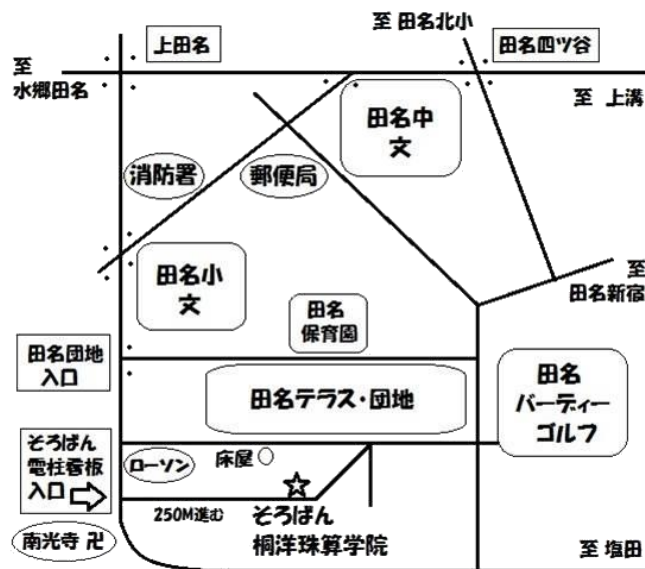 上田名
至 田名北小
田名四ツ谷
至
水郷田名
至 上溝
田名中
文
消防署
郵便局
田名小
文
至
田名新宿
田名
保育園
田名団地
入口
田名テラス・団地
田名
バーディー
ゴルフ
そろばん
電柱看板
入口
ローソン
床屋
250M進む
そろばん
桐洋珠算学院
南光寺 卍
至 塩田